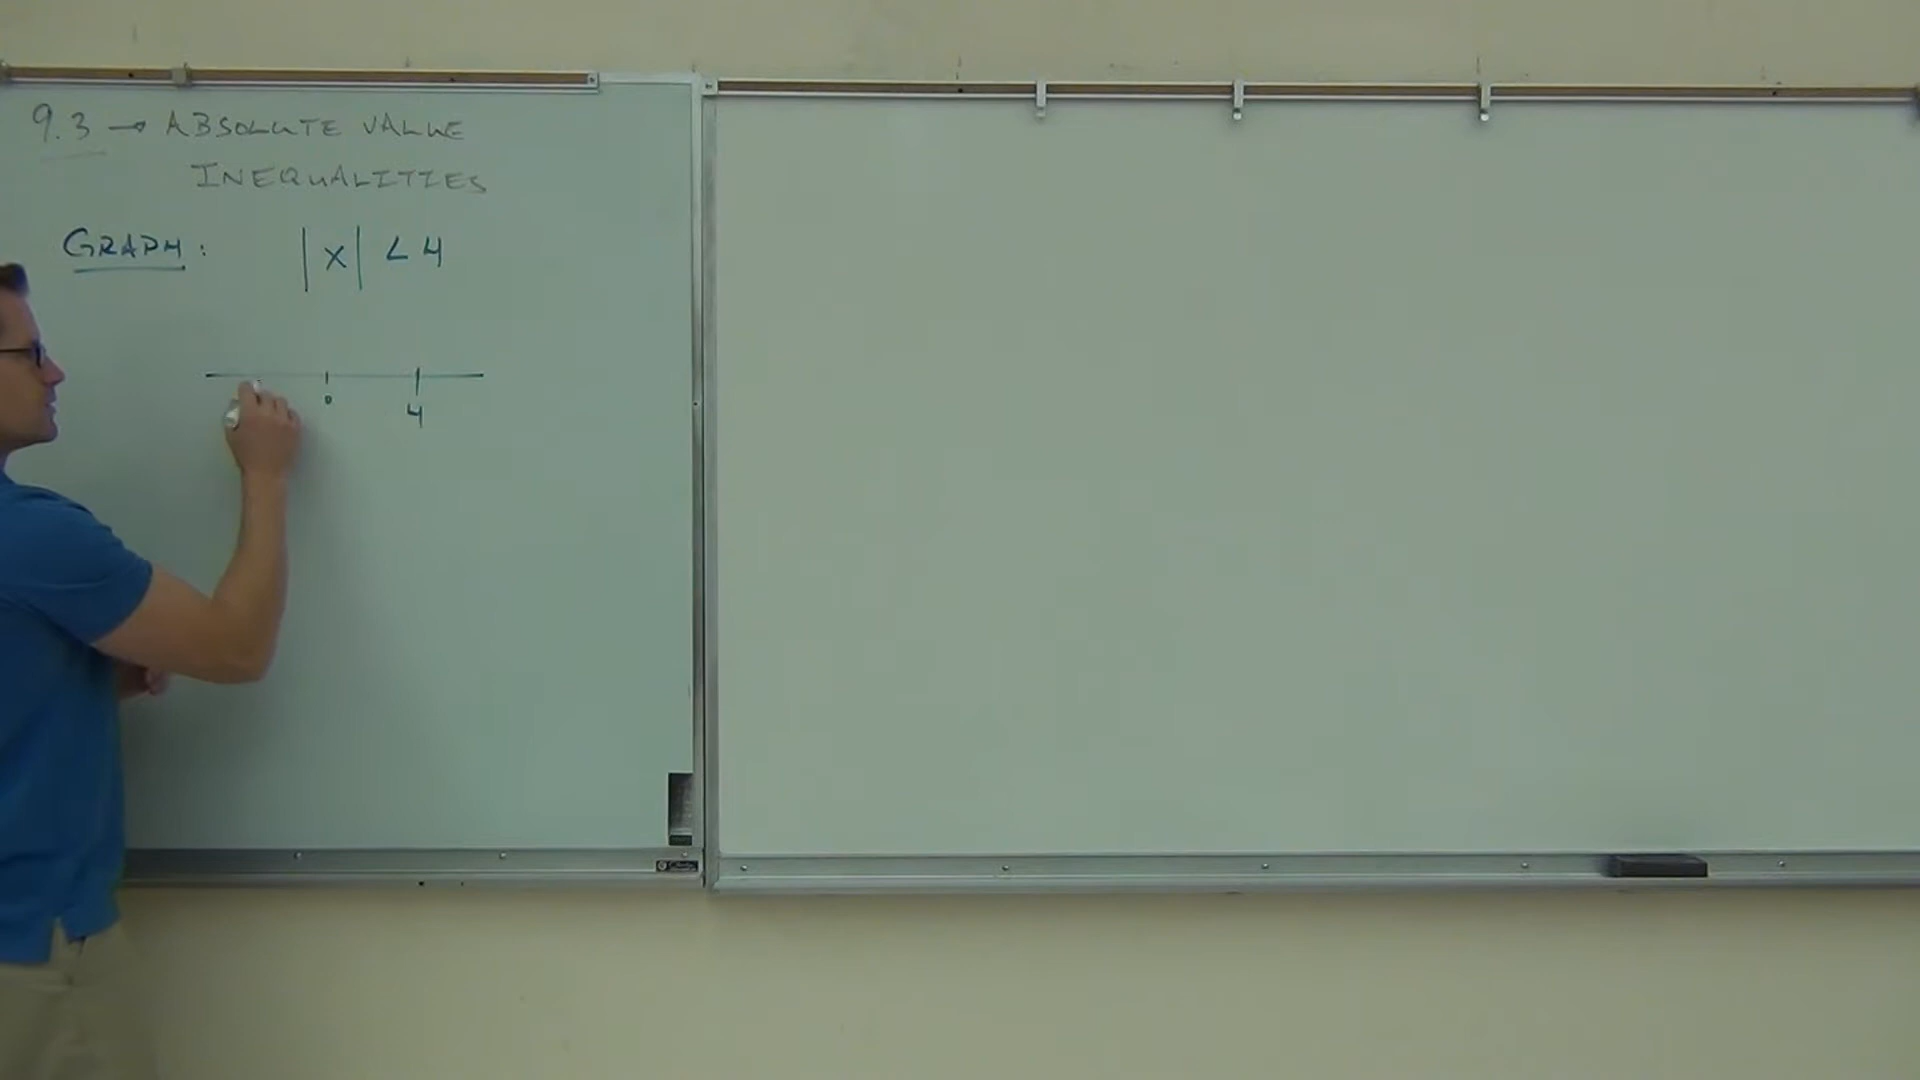 9.3 → ABSOLUTE VALUE
INEQUALITIES
GRAPH: |x| < 4
0 4